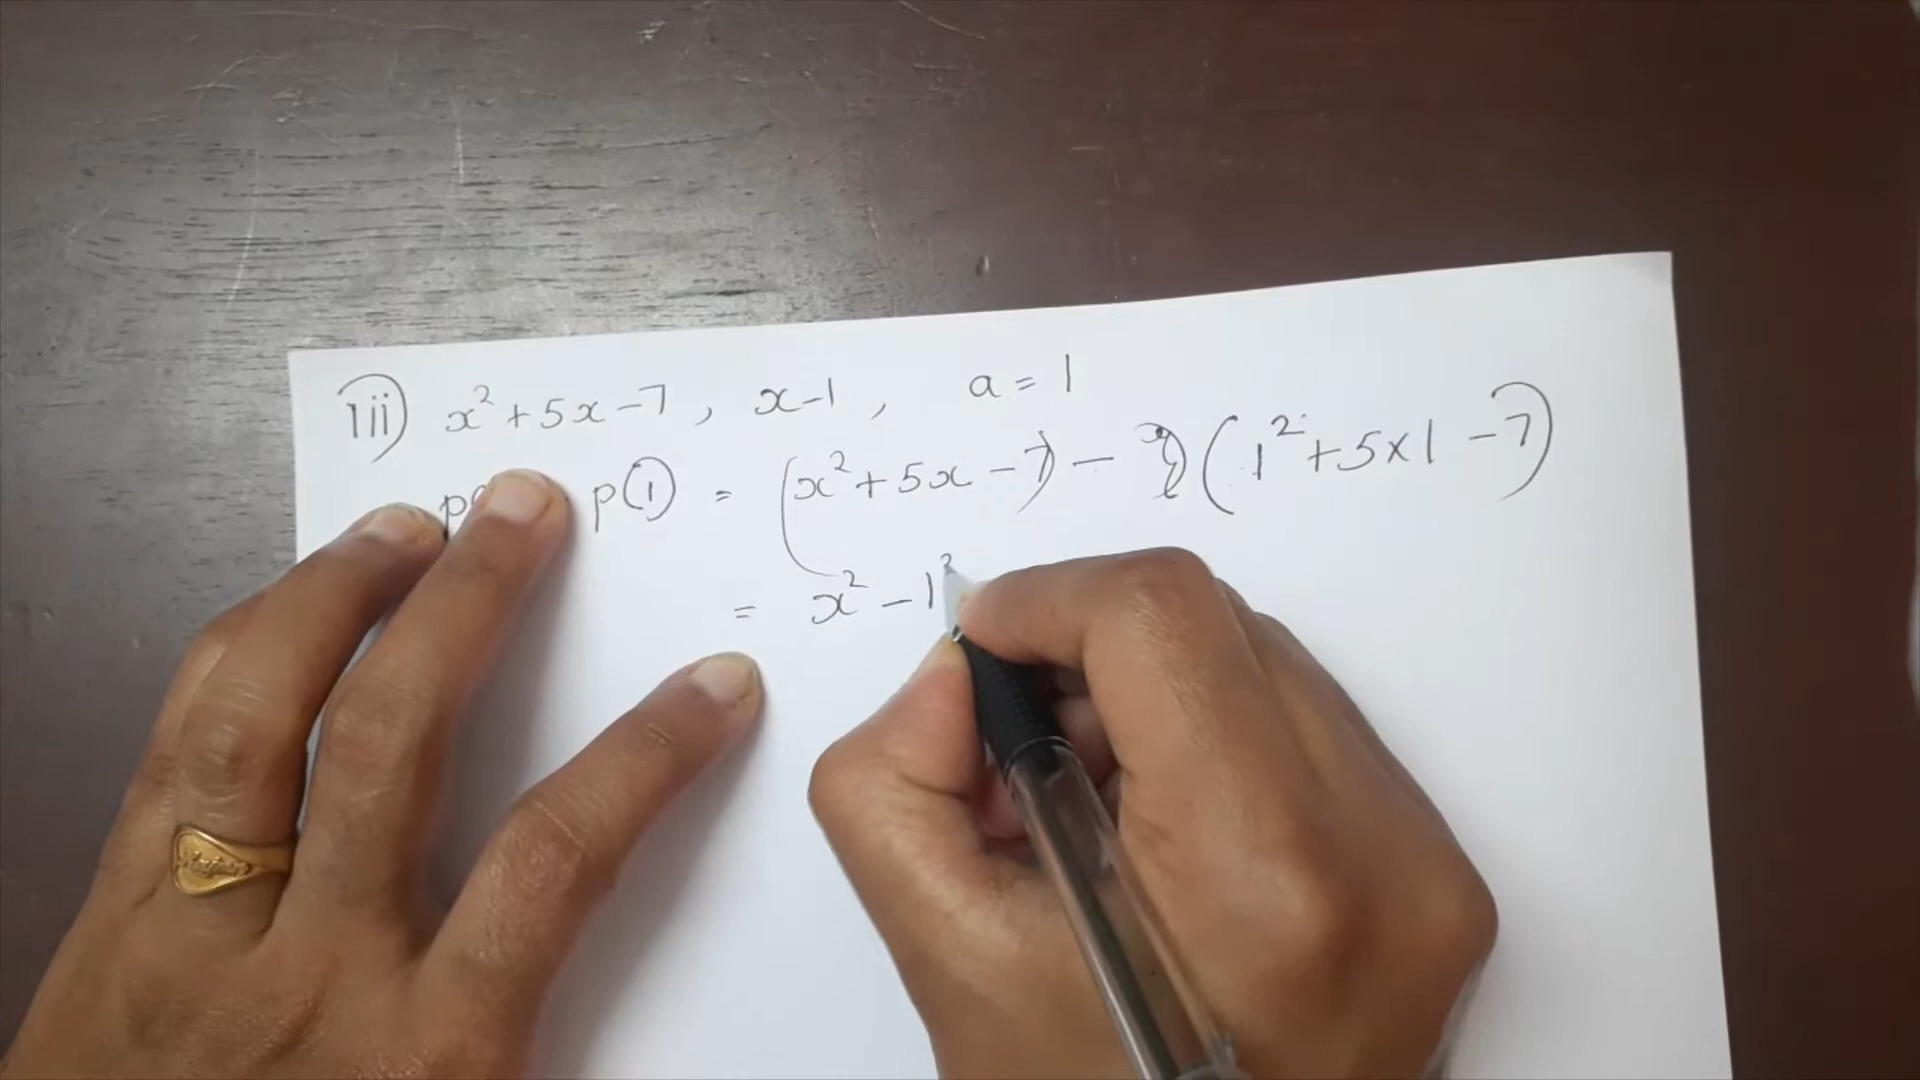 iii) x² + 5x - 7, x-1, a = 1
p(1) = (x² + 5x - 7) - (1² + 5×1 - 7)
= x² - 1²